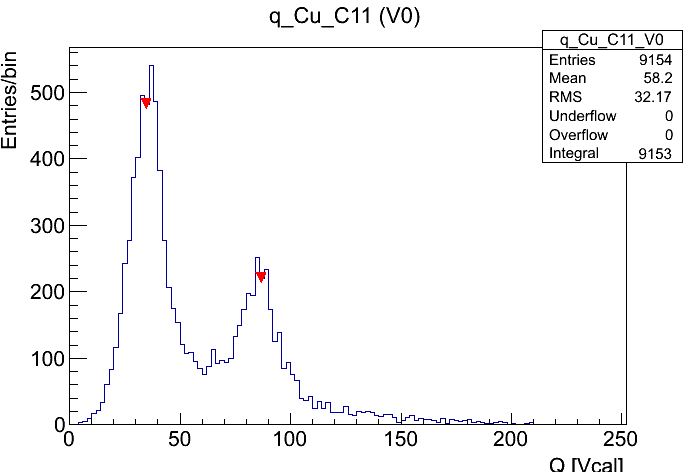 q_Cu_C11 (V0)
q_Cu_C11_V0
Entries 9154
Mean 58.2
RMS 32.17
Underflow 0
Overflow 0
Integral 9153
Entries/bin
500
400
300
200
100
0
0 50 100 150 200 250
Q [Vcal]